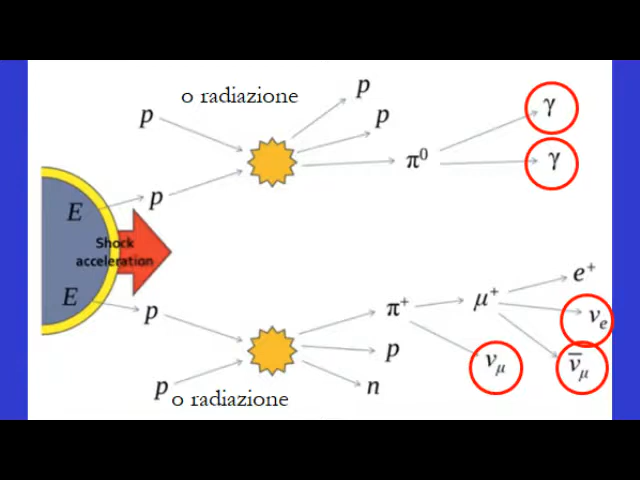 o radiazione
p
p
p
γ
π⁰
γ
p
E
Shock
acceleration
E
p
e⁺
π⁺
μ⁺
νₑ
p
ν_μ
ν̅_μ
p
o radiazione
n